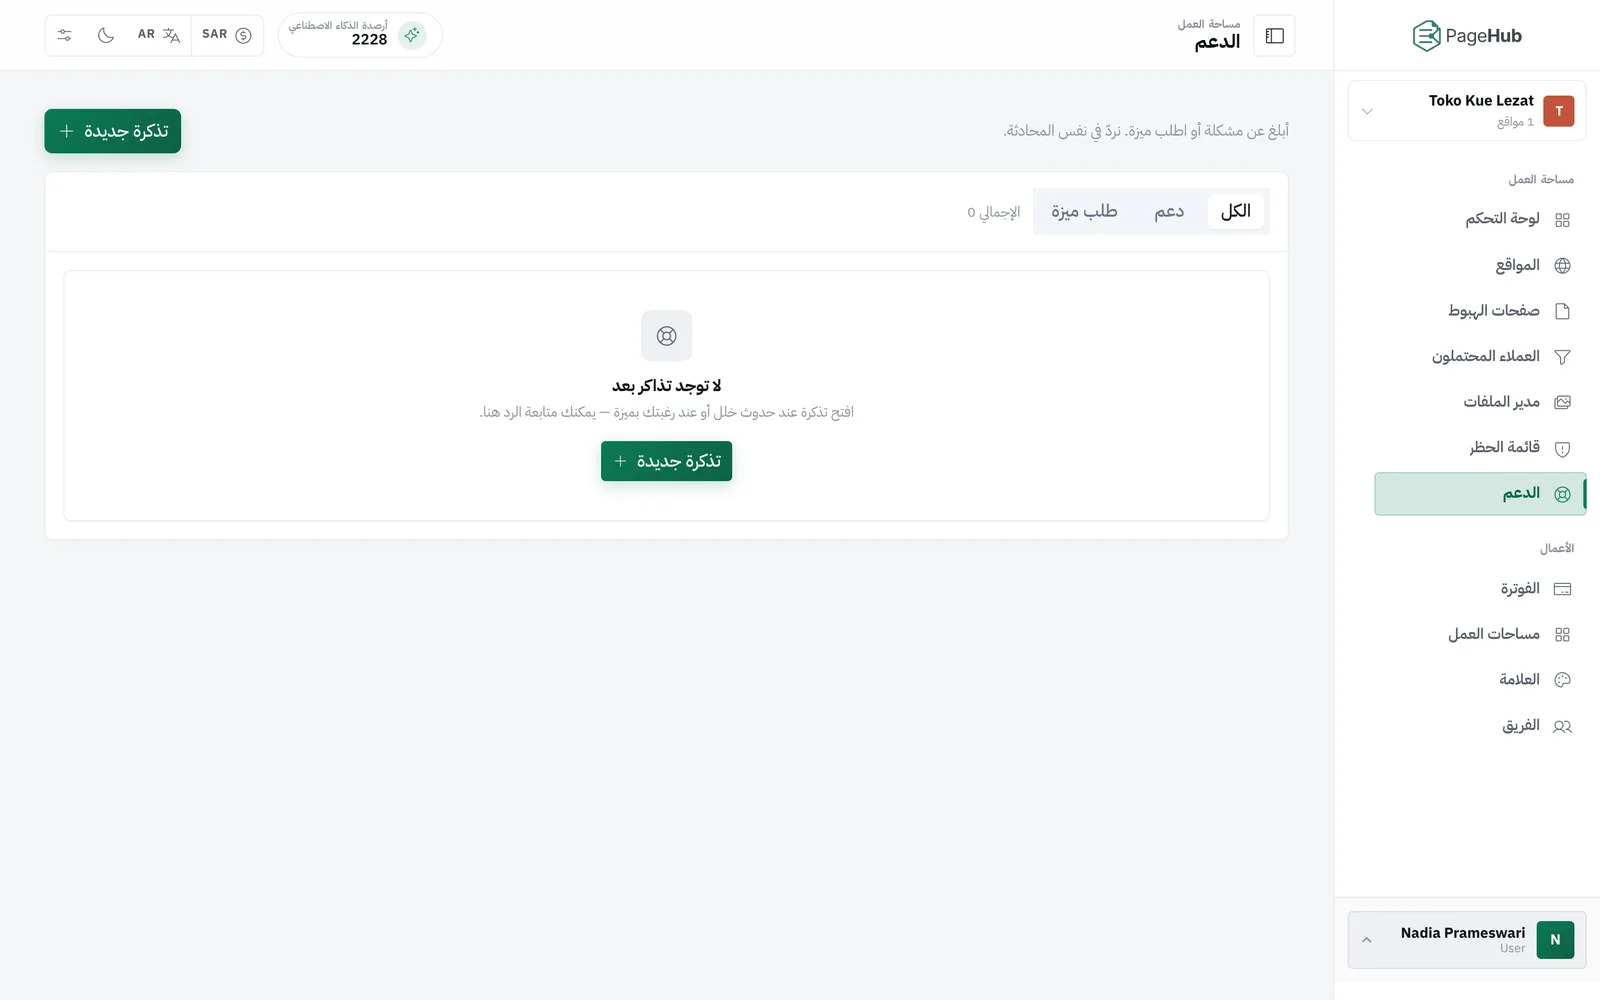 PageHub
Toko Kue Lezat
1 مواقع
T
مساحة العمل
لوحة التحكم
المواقع
صفحات الهبوط
العملاء المحتملون
مدير الملفات
قائمة الحظر
الدعم
الأعمال
الفوترة
مساحات العمل
العلامة
الفريق
Nadia Prameswari
User
N
مساحة العمل
الدعم
أرصدة الذكاء الاصطناعي
2228
SAR
AR
أبلغ عن مشكلة أو اطلب ميزة. نردّ في نفس المحادثة.
تذكرة جديدة
الكل دعم طلب ميزة الإجمالي 0
لا توجد تذاكر بعد
افتح تذكرة عند حدوث خلل أو عند رغبتك بميزة — يمكنك متابعة الرد هنا.
تذكرة جديدة